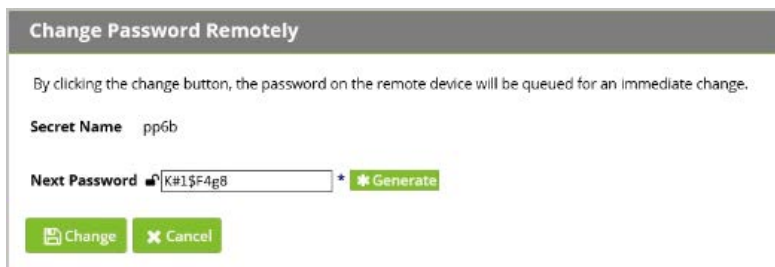 Change Password Remotely
By clicking the change button, the password on the remote device will be queued for an immediate change.
Secret Name pp6b
Next Password K#1$F4g8 * Generate
Change Cancel